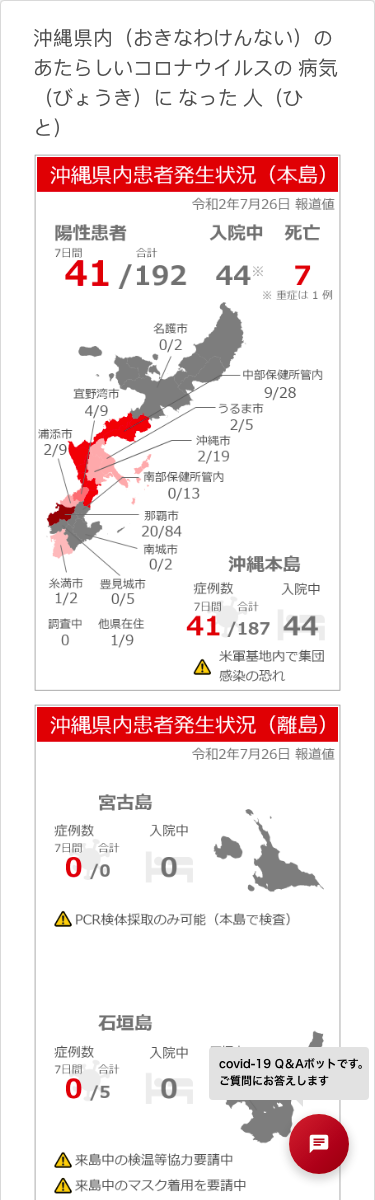 沖縄県内（おきなわけんない）の
あたらしいコロナウイルスの 病気
（びょうき）に なった 人（ひ
と）
沖縄県内患者発生状況（本島）
令和2年7月26日 報道値
陽性患者 入院中 死亡
7日間 合計
41 /192 44※ 7
※ 重症は 1 例
名護市
0/2
中部保健所管内
9/28
宜野湾市
4/9
うるま市
2/5
浦添市
2/9
沖縄市
2/19
南部保健所管内
0/13
那覇市
20/84
南城市
0/2
糸満市
1/2
豊見城市
0/5
調査中
0
他県在住
1/9
沖縄本島
症例数 入院中
7日間 合計
41 /187 44
米軍基地内で集団
感染の恐れ
沖縄県内患者発生状況（離島）
令和2年7月26日 報道値
宮古島
症例数 入院中
7日間 合計
0 /0 0
PCR検体採取のみ可能（本島で検査）
石垣島
症例数 入院中
7日間 合計
0 /5 0
covid-19 Q＆Aボットです。
ご質問にお答えします
来島中の検温等協力要請中
来島中のマスク着用を要請中